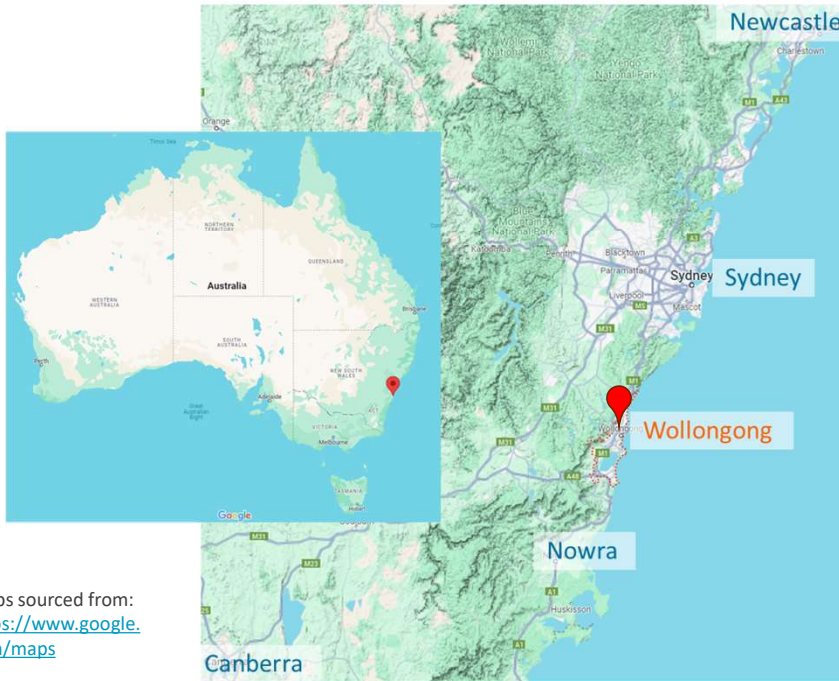 Newcastle
Charlestown
Wollemi
National Park
National Park
M1
A43
Orange
Blue
Mountains
National Park
Katoomba
Penrith
Blacktown
A3
Parramatta
Sydney
Sydney
Liverpool
M5
Mascot
M31
M1
M31
Wollongong
Wollongong
M31
M1
A48
Nowra
M31
M23
A1
Huskisson
A1
Canberra
Timor Sea
NORTHERN
TERRITORY
QUEENSLAND
Australia
WESTERN
AUSTRALIA
Brisbane
SOUTH
AUSTRALIA
NEW SOUTH
WALES
Perth
Great
Australian
Bight
Adelaide
ACT
VICTORIA
Melbourne
TASMANIA
Hobart
Google
ps sourced from:
ps://www.google.
/maps